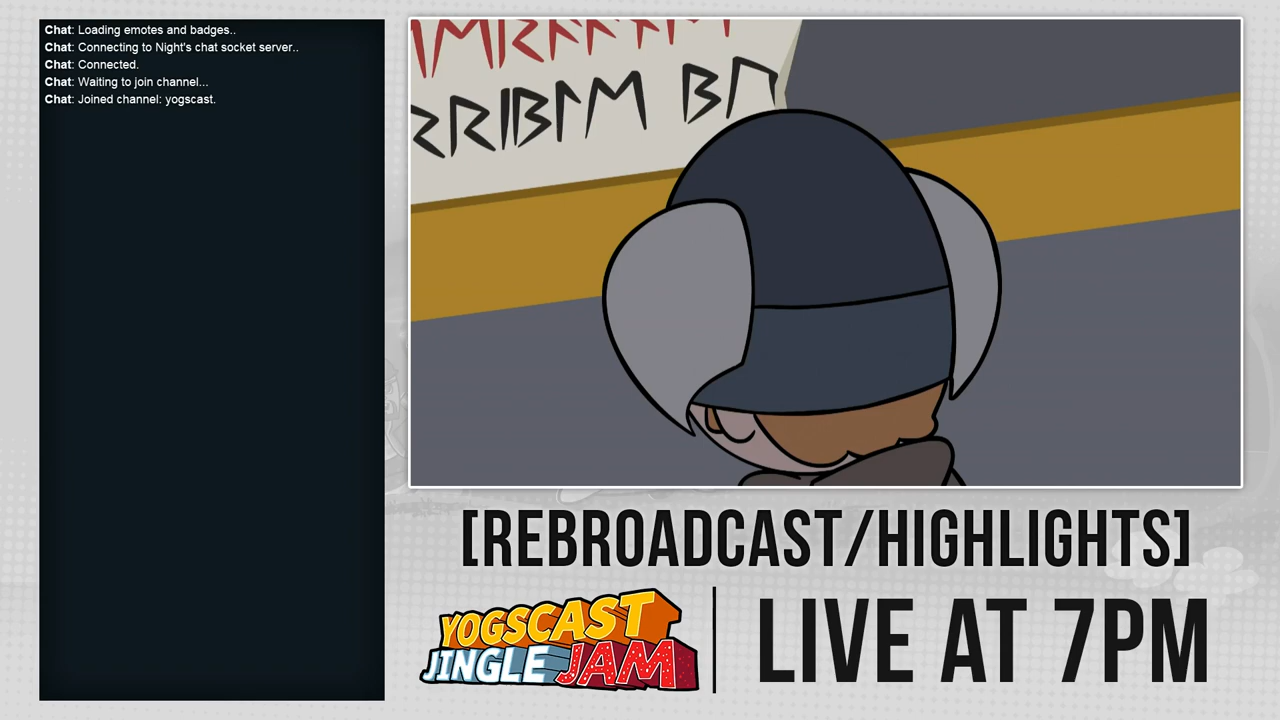 Chat: Loading emotes and badges..
Chat: Connecting to Night's chat socket server..
Chat: Connected.
Chat: Waiting to join channel...
Chat: Joined channel: yogscast.
[REBROADCAST/HIGHLIGHTS]
YOGSCAST
JINGLE JAM
LIVE AT 7PM